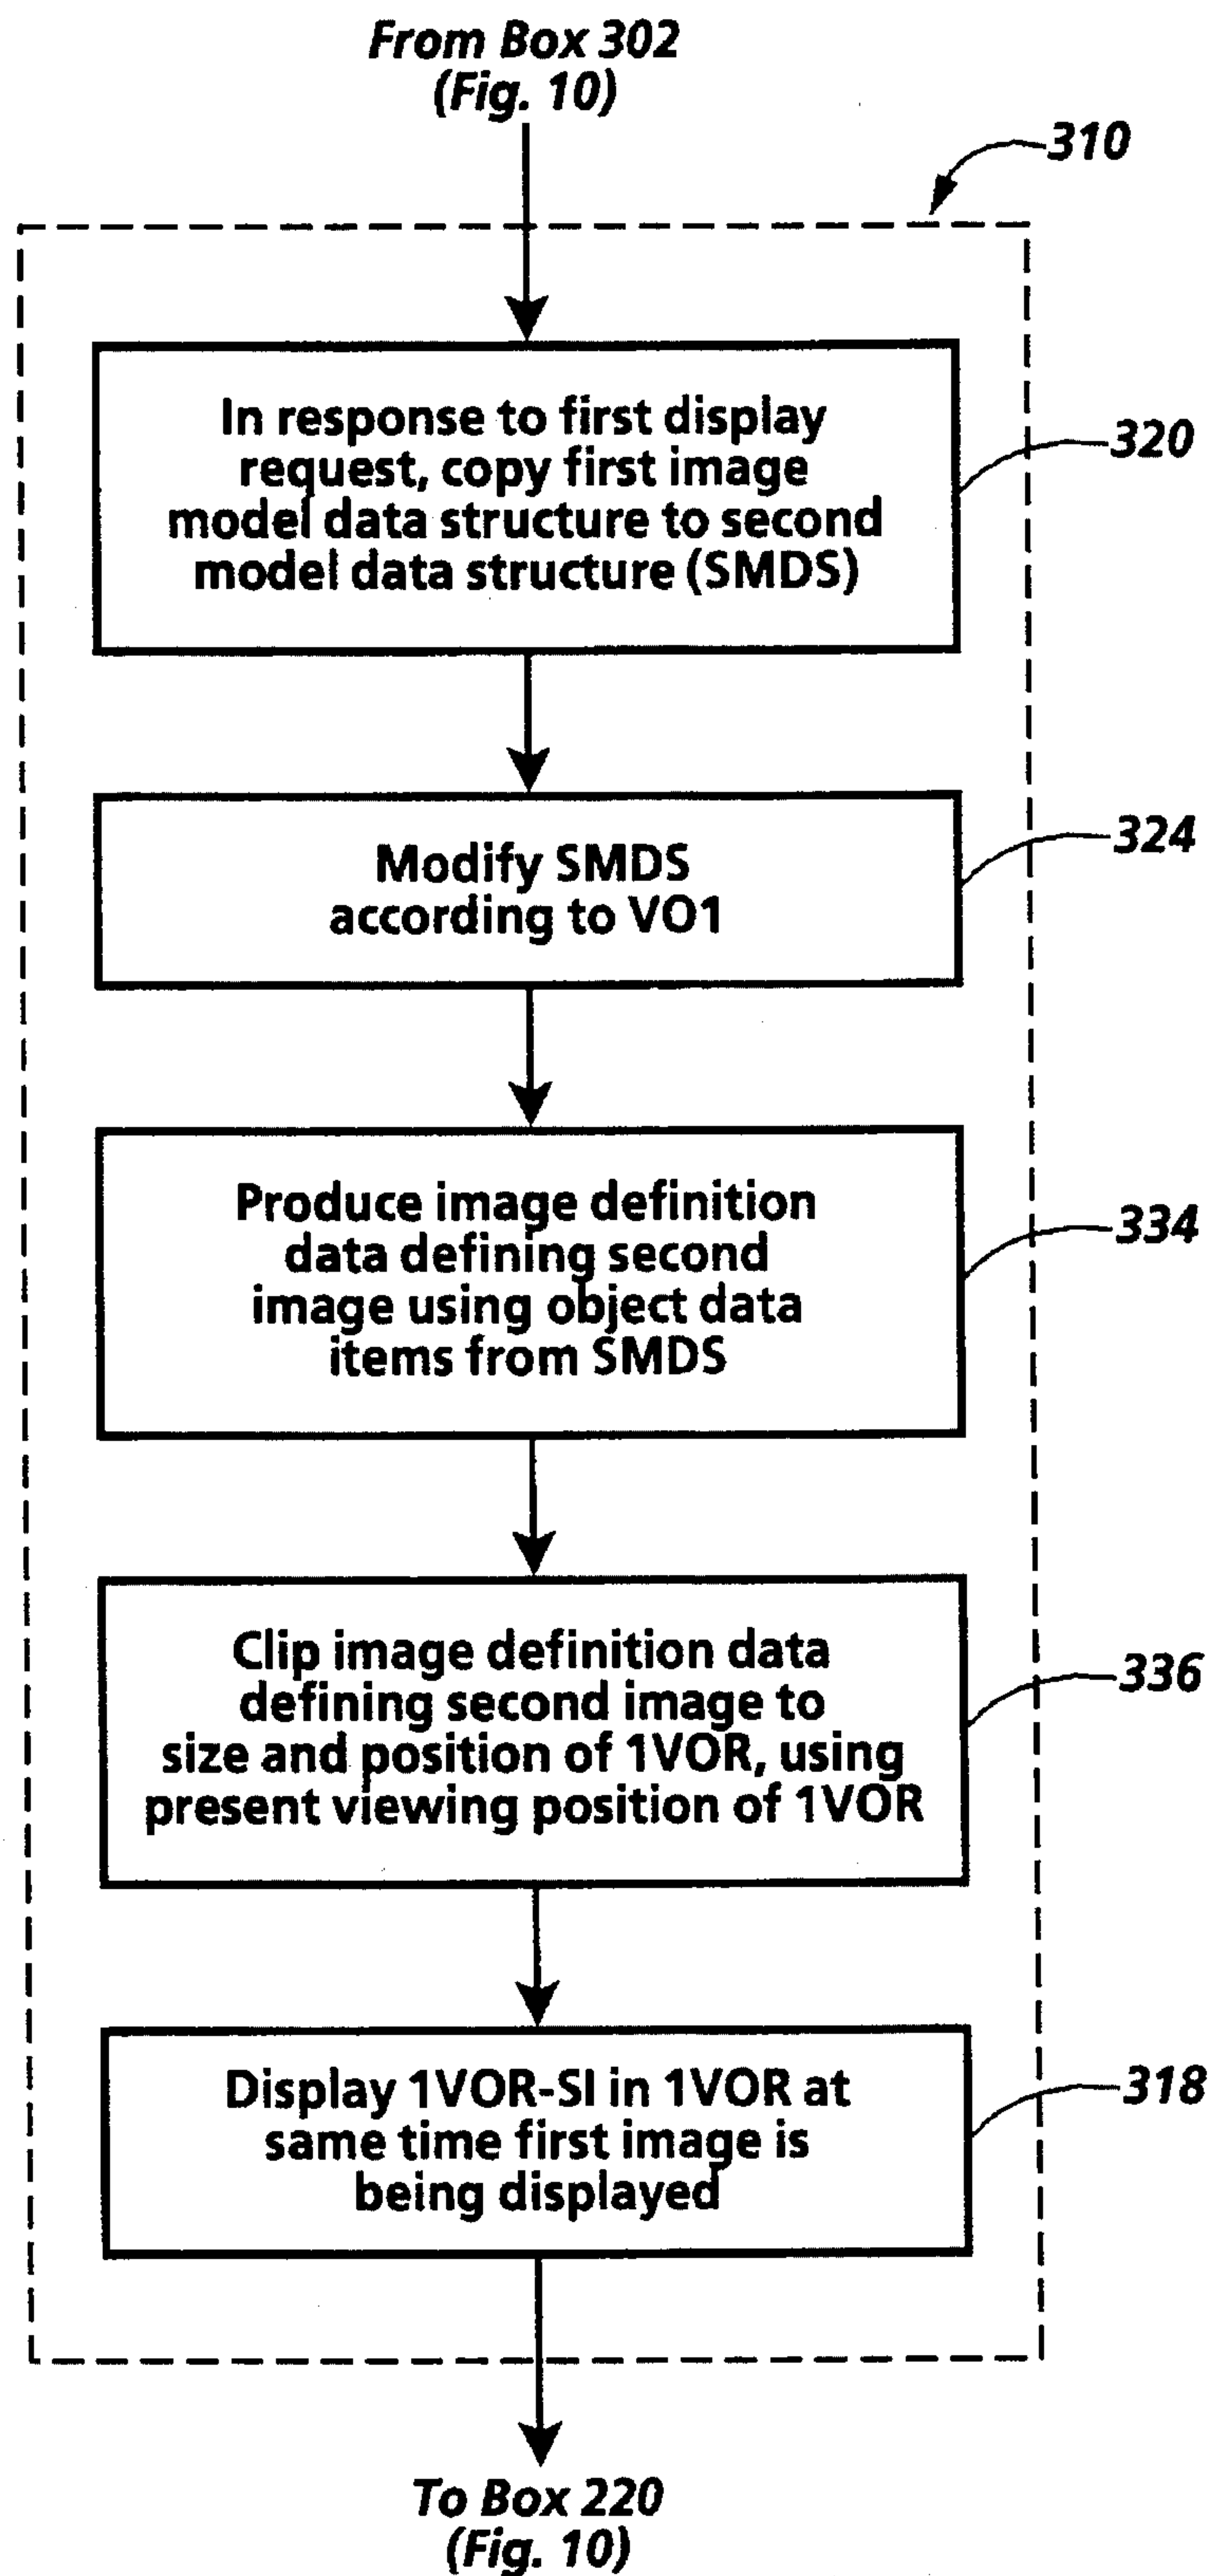 From Box 302
(Fig. 10)
310
In response to first display
request, copy first image
model data structure to second
model data structure (SMDS)
320
Modify SMDS
according to VO1
324
Produce image definition
data defining second
image using object data
items from SMDS
334
Clip image definition data
defining second image to
size and position of 1VOR, using
present viewing position of 1VOR
336
Display 1VOR-SI in 1VOR at
same time first image is
being displayed
318
To Box 220
(Fig. 10)